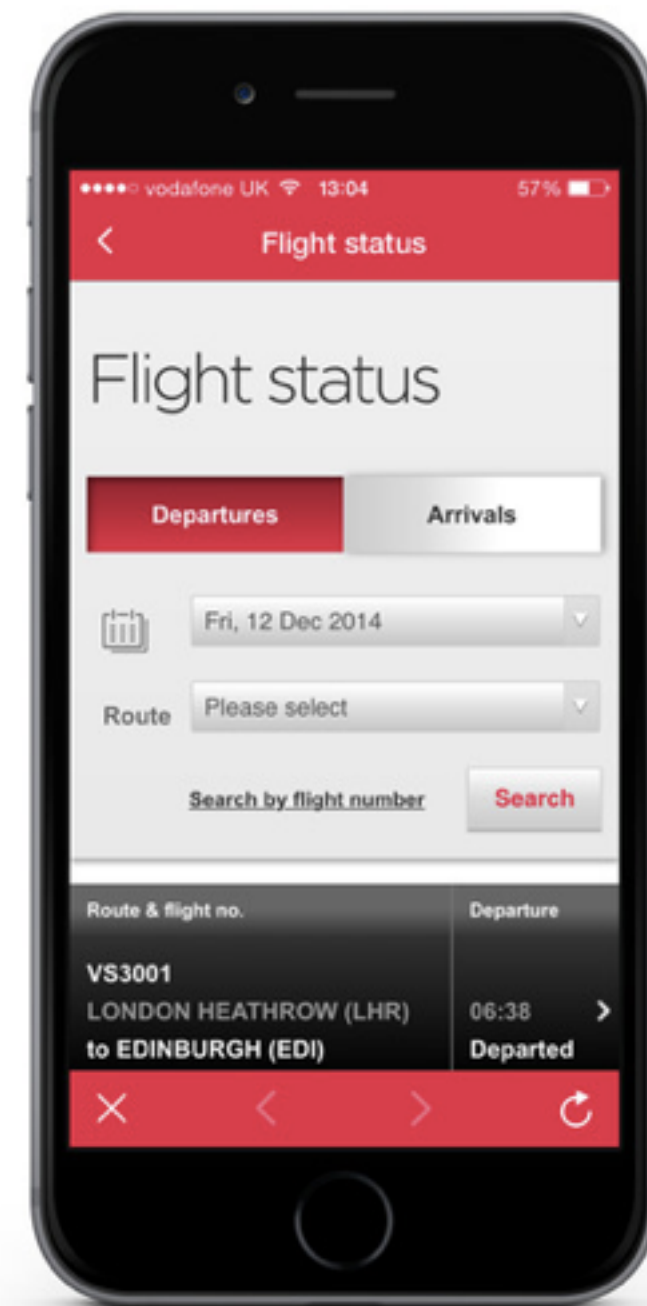 vodafone UK 13:04 57%
Flight status
Flight status
Departures Arrivals
Fri, 12 Dec 2014
Route Please select
Search by flight number Search
Route & flight no. Departure
VS3001
LONDON HEATHROW (LHR) 06:38
to EDINBURGH (EDI) Departed